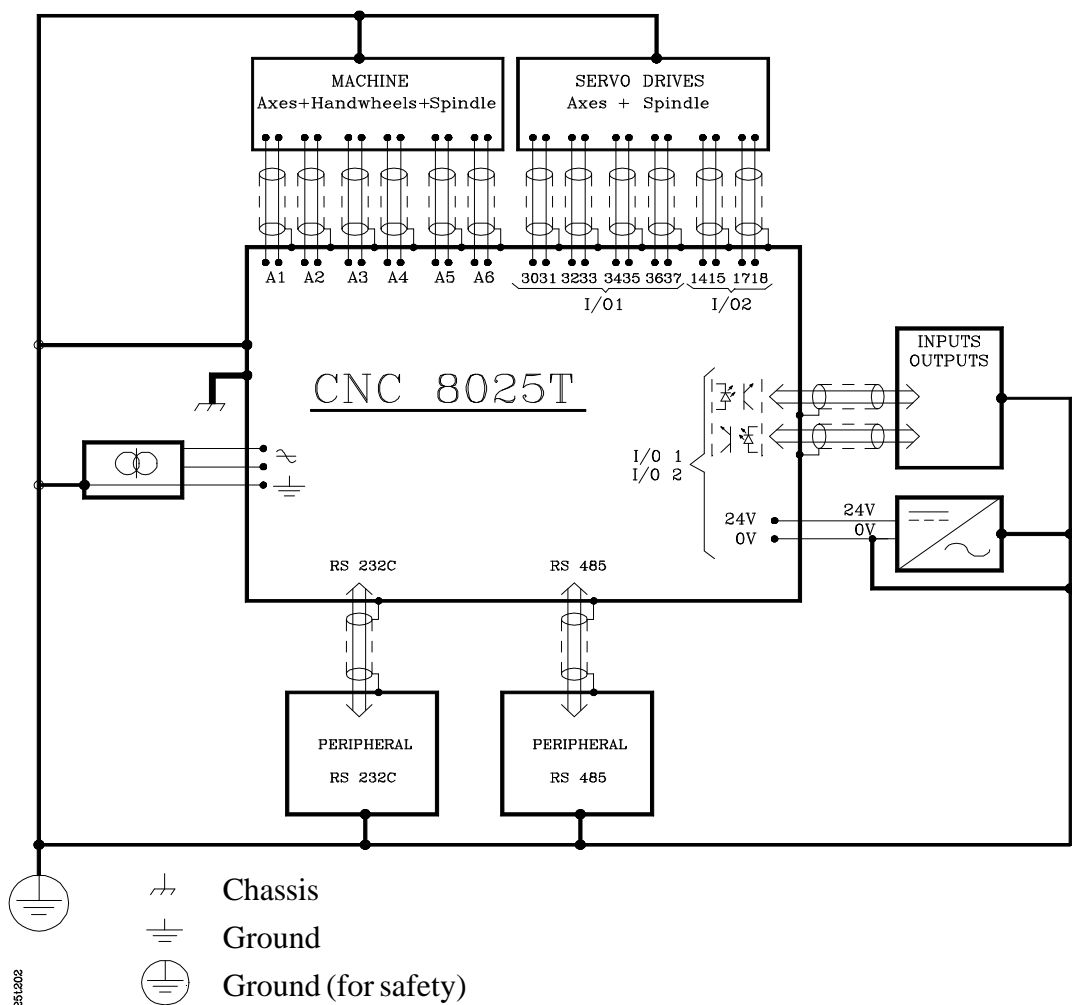 MACHINE
Axes+Handwheels+Spindle
SERVO DRIVES
Axes + Spindle
A1 A2 A3 A4 A5 A6 3031 3233 3435 3637 1415 1718
I/O1 I/O2
CNC 8025T
INPUTS
OUTPUTS
I/O 1
I/O 2
24V 24V
0V 0V
RS 232C RS 485
PERIPHERAL
RS 232C
PERIPHERAL
RS 485
Chassis
Ground
Ground (for safety)